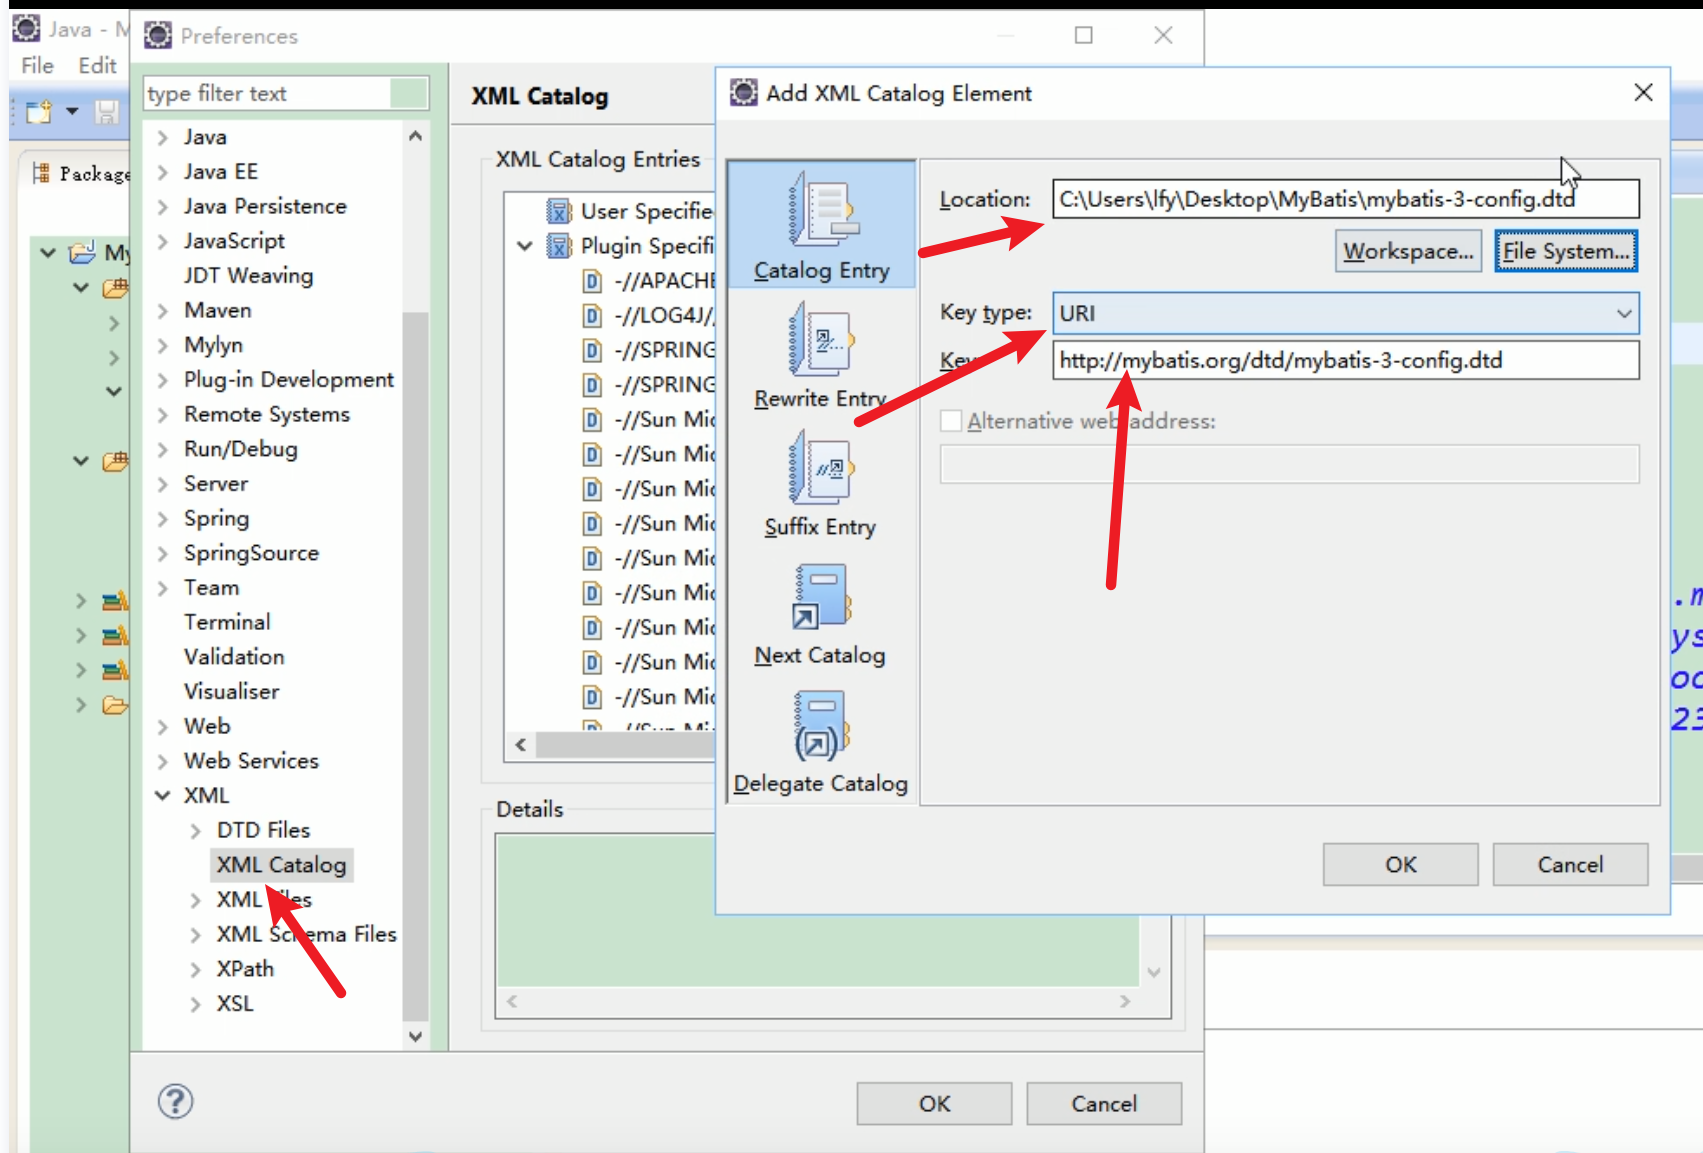 Java - M
File Edit
Package
My
Preferences
type filter text
Java
Java EE
Java Persistence
JavaScript
JDT Weaving
Maven
Mylyn
Plug-in Development
Remote Systems
Run/Debug
Server
Spring
SpringSource
Team
Terminal
Validation
Visualiser
Web
Web Services
XML
DTD Files
XML Catalog
XML Files
XML Schema Files
XPath
XSL
XML Catalog
XML Catalog Entries
User Specifie
Plugin Specifi
-//APACHE
-//LOG4J/
-//SPRING
-//SPRING
-//Sun Mic
-//Sun Mic
-//Sun Mic
-//Sun Mic
-//Sun Mic
-//Sun Mic
-//Sun Mic
-//Sun Mic
-//Sun Mic
-//Sun Mi
Details
OK Cancel
Add XML Catalog Element
Catalog Entry
Rewrite Entry
Suffix Entry
Next Catalog
Delegate Catalog
Location: C:\Users\lfy\Desktop\MyBatis\mybatis-3-config.dtd
Workspace... File System...
Key type: URI
Key http://mybatis.org/dtd/mybatis-3-config.dtd
Alternative web address:
OK Cancel
.m
ys
oc
23